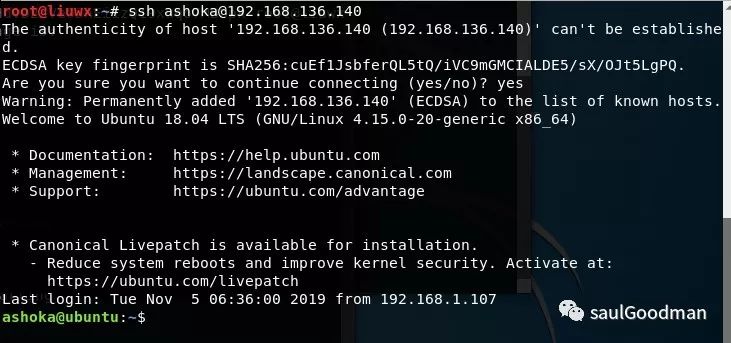 root@liuwx:~# ssh ashoka@192.168.136.140
The authenticity of host '192.168.136.140 (192.168.136.140)' can't be establishe
d.
ECDSA key fingerprint is SHA256:cuEf1JsbferQL5tQ/iVC9mGMCIALDE5/sX/OJt5LgPQ.
Are you sure you want to continue connecting (yes/no)? yes
Warning: Permanently added '192.168.136.140' (ECDSA) to the list of known hosts.
Welcome to Ubuntu 18.04 LTS (GNU/Linux 4.15.0-20-generic x86_64)

 * Documentation:  https://help.ubuntu.com
 * Management:     https://landscape.canonical.com
 * Support:        https://ubuntu.com/advantage

 * Canonical Livepatch is available for installation.
   - Reduce system reboots and improve kernel security. Activate at:
     https://ubuntu.com/livepatch
Last login: Tue Nov  5 06:36:00 2019 from 192.168.1.107
ashoka@ubuntu:~$
saulGoodman